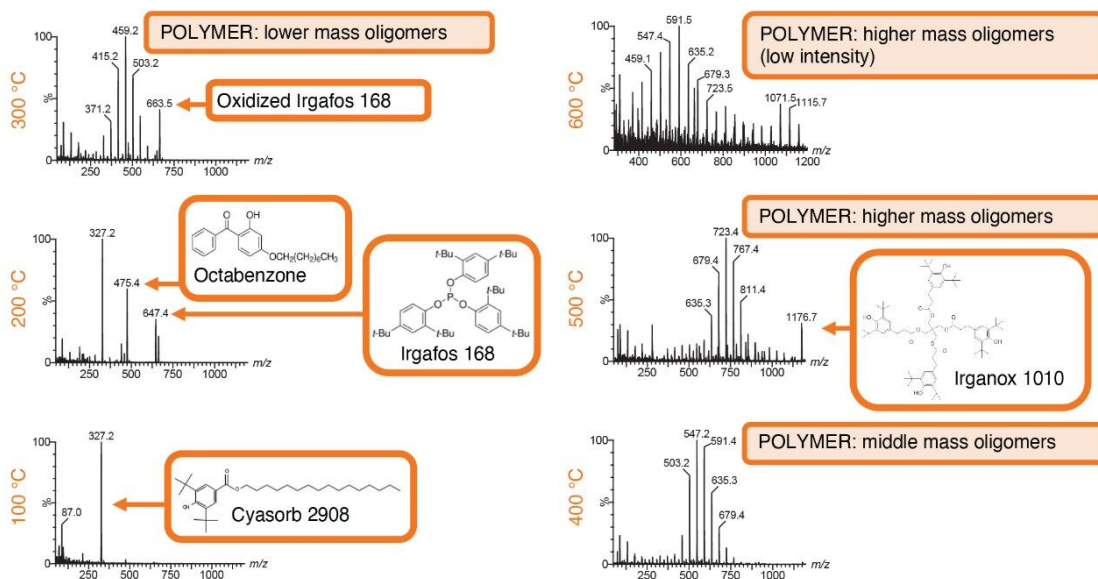 300 °C
POLYMER: lower mass oligomers
100
%
0
459.2
415.2
503.2
371.2
663.5
Oxidized Irgafos 168
250 500 750 1000
m/z
600 °C
POLYMER: higher mass oligomers
(low intensity)
100
%
0
591.5
547.4
635.2
459.1
679.3
723.5
1071.5
1115.7
400 600 800 1000 1200
m/z
200 °C
100
%
0
327.2
475.4
647.4
O OH
OCH₂(CH₂)₆CH₃
Octabenzone
t-Bu t-Bu
O
t-Bu
O P O
t-Bu t-Bu t-Bu
Irgafos 168
250 500 750 1000
m/z
500 °C
POLYMER: higher mass oligomers
100
%
0
723.4
679.4
767.4
635.3
811.4
1176.7
Irganox 1010
250 500 750 1000
m/z
100 °C
100
%
0
327.2
87.0
O
O
OH
Cyasorb 2908
250 500 750 1000
m/z
400 °C
POLYMER: middle mass oligomers
100
%
0
547.2
591.4
503.2
635.3
679.4
250 500 750 1000
m/z